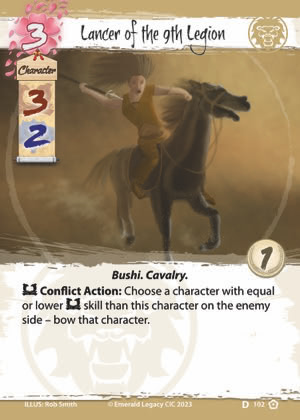 3
Lancer of the 9th Legion
Character
3
2
1
Bushi. Cavalry.
Conflict Action: Choose a character with equal
or lower skill than this character on the enemy
side – bow that character.
ILLUS: Rob Smith © Emerald Legacy CIC 2023 D 102